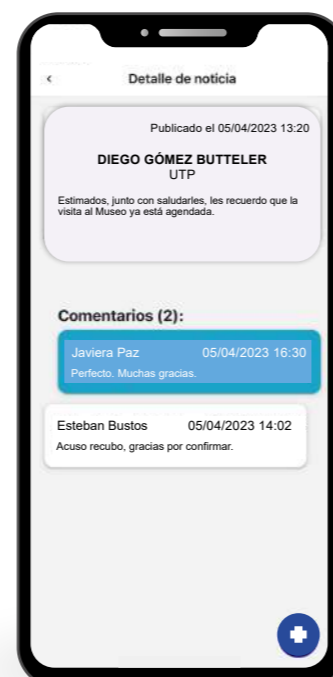 Detalle de noticia
Publicado el 05/04/2023 13:20
DIEGO GÓMEZ BUTTELER
UTP
Estimados, junto con saludarles, les recuerdo que la
visita al Museo ya está agendada.
Comentarios (2):
Javiera Paz 05/04/2023 16:30
Perfecto. Muchas gracias.
Esteban Bustos 05/04/2023 14:02
Acuso recubo, gracias por confirmar.